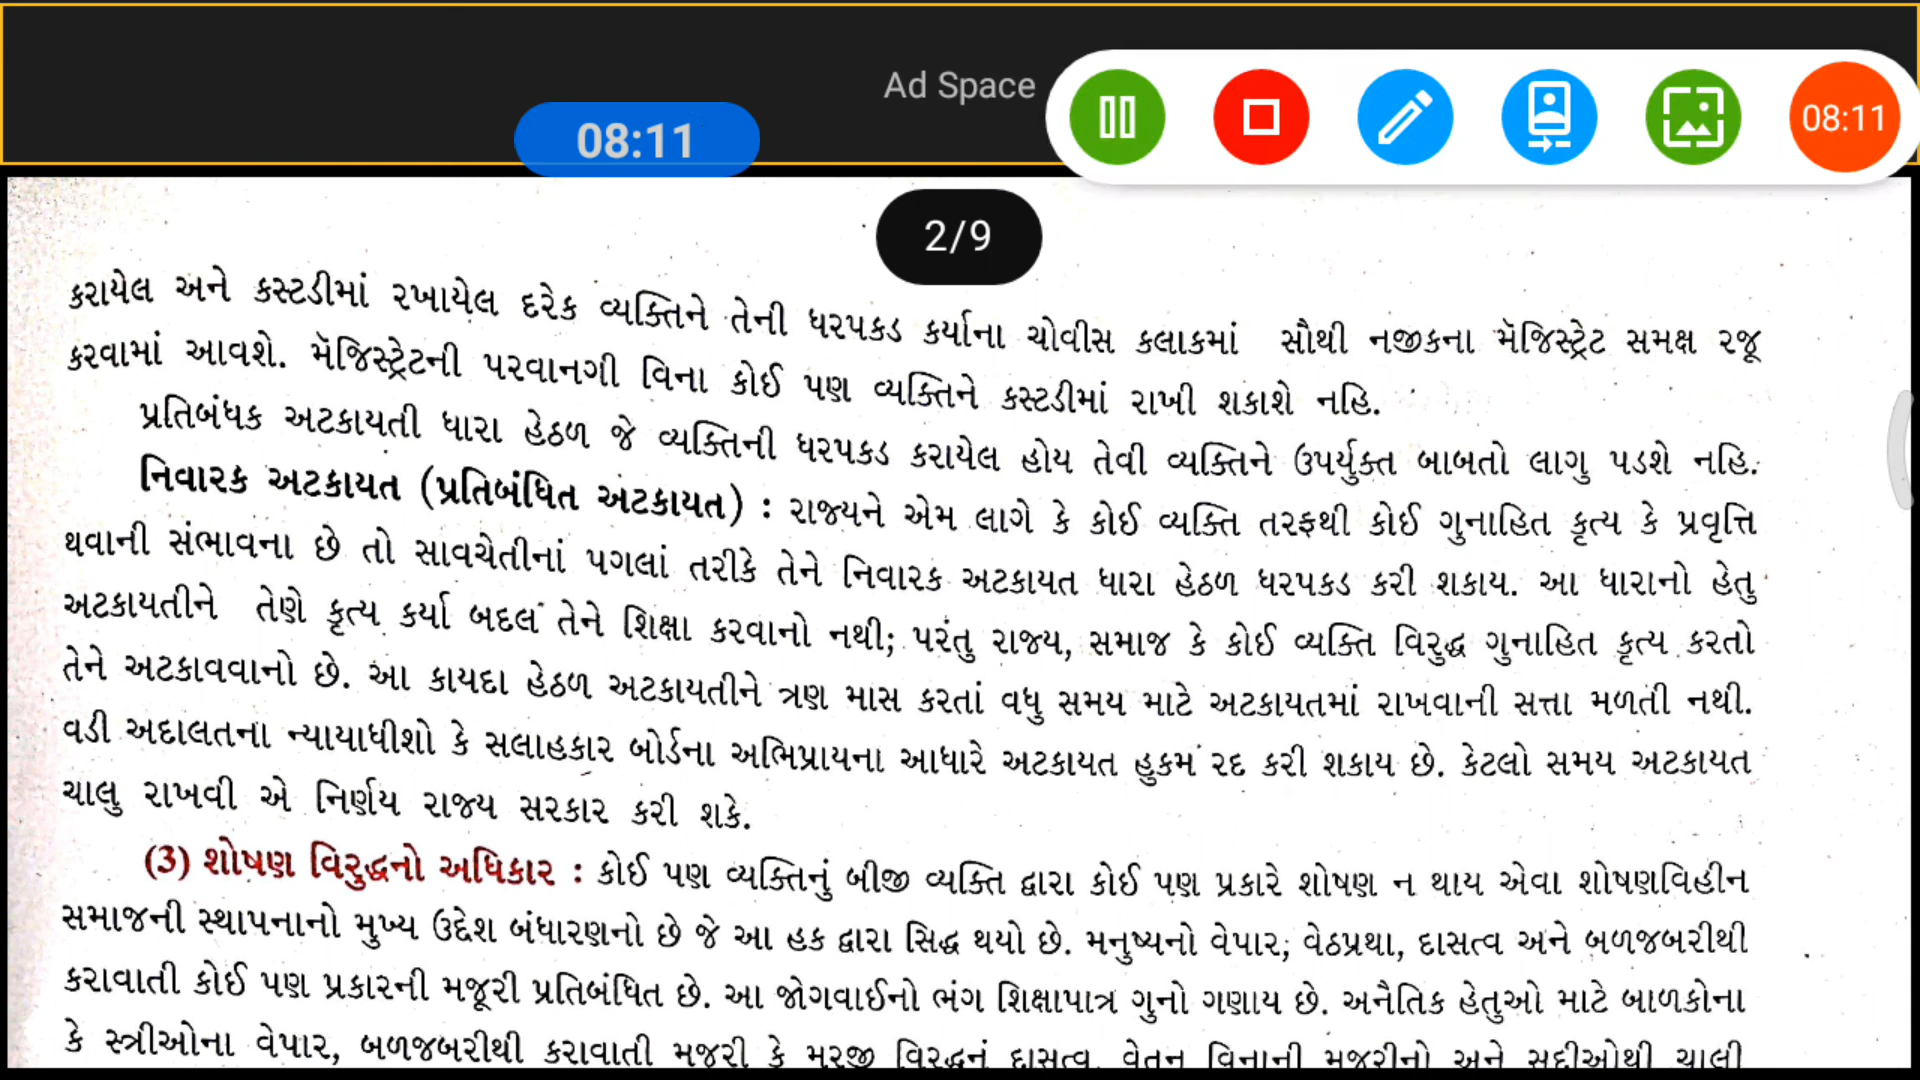 Ad Space
08:11
08:11
2/9
કરાયેલ અને કસ્ટડીમાં રખાયેલ દરેક વ્યક્તિને તેની ધરપકડ કર્યાના ચોવીસ કલાકમાં સૌથી નજીકના મૅજિસ્ટ્રેટ સમક્ષ રજૂ
કરવામાં આવશે. મૅજિસ્ટ્રેટની પરવાનગી વિના કોઈ પણ વ્યક્તિને કસ્ટડીમાં રાખી શકાશે નહિ.
પ્રતિબંધક અટકાયતી ધારા હેઠળ જે વ્યક્તિની ધરપકડ કરાયેલ હોય તેવી વ્યક્તિને ઉપર્યુક્ત બાબતો લાગુ પડશે નહિ.
નિવારક અટકાયત (પ્રતિબંધિત અટકાયત) : રાજ્યને એમ લાગે કે કોઈ વ્યક્તિ તરફથી કોઈ ગુનાહિત કૃત્ય કે પ્રવૃત્તિ
થવાની સંભાવના છે તો સાવચેતીનાં પગલાં તરીકે તેને નિવારક અટકાયત ધારા હેઠળ ધરપકડ કરી શકાય. આ ધારાનો હેતુ
અટકાયતીને તેણે કૃત્ય કર્યા બદલ તેને શિક્ષા કરવાનો નથી; પરંતુ રાજ્ય, સમાજ કે કોઈ વ્યક્તિ વિરુદ્ધ ગુનાહિત કૃત્ય કરતો
તેને અટકાવવાનો છે. આ કાયદા હેઠળ અટકાયતીને ત્રણ માસ કરતાં વધુ સમય માટે અટકાયતમાં રાખવાની સત્તા મળતી નથી.
વડી અદાલતના ન્યાયાધીશો કે સલાહકાર બોર્ડના અભિપ્રાયના આધારે અટકાયત હુકમ રદ કરી શકાય છે. કેટલો સમય અટકાયત
ચાલુ રાખવી એ નિર્ણય રાજ્ય સરકાર કરી શકે.
(3) શોષણ વિરુદ્ધનો અધિકાર : કોઈ પણ વ્યક્તિનું બીજી વ્યક્તિ દ્વારા કોઈ પણ પ્રકારે શોષણ ન થાય એવા શોષણવિહીન
સમાજની સ્થાપનાનો મુખ્ય ઉદ્દેશ બંધારણનો છે જે આ હક દ્વારા સિદ્ધ થયો છે. મનુષ્યનો વેપાર, વેઠપ્રથા, દાસત્વ અને બળજબરીથી
કરાવાતી કોઈ પણ પ્રકારની મજૂરી પ્રતિબંધિત છે. આ જોગવાઈનો ભંગ શિક્ષાપાત્ર ગુનો ગણાય છે. અનૈતિક હેતુઓ માટે બાળકોના
કે સ્ત્રીઓના વેપાર, બળજબરીથી કરાવાતી મજૂરી કે મરજી વિરુદ્ધનું દાસત્વ, વેતન વિનાની મજૂરીનો અને સદીઓથી ચાલી